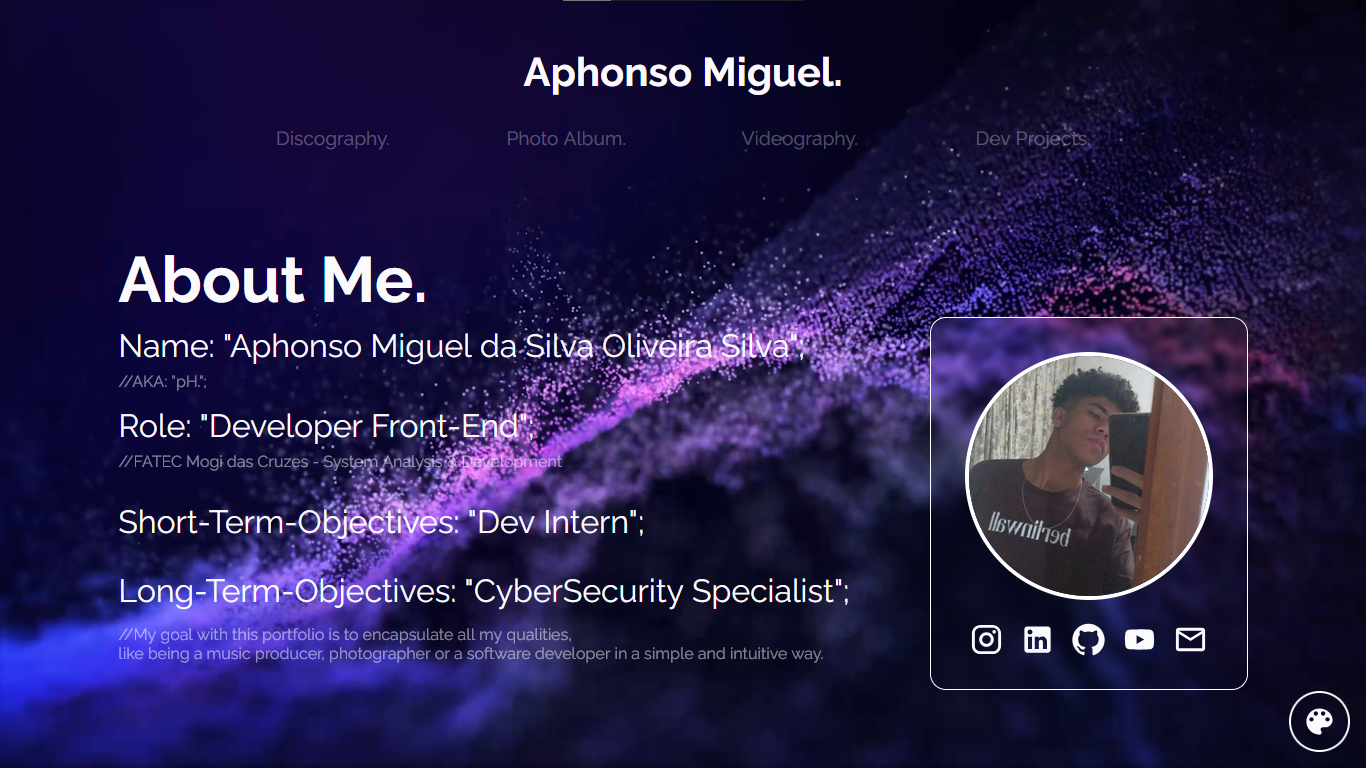 Aphonso Miguel.
Discography. Photo Album. Videography. Dev Projects.
About Me.
Name: "Aphonso Miguel da Silva Oliveira Silva";
//AKA: "pH.";
Role: "Developer Front-End";
//FATEC Mogi das Cruzes - System Analysis & Development
Short-Term-Objectives: "Dev Intern";
Long-Term-Objectives: "CyberSecurity Specialist";
//My goal with this portfolio is to encapsulate all my qualities,
like being a music producer, photographer or a software developer in a simple and intuitive way.
berlinwall
in